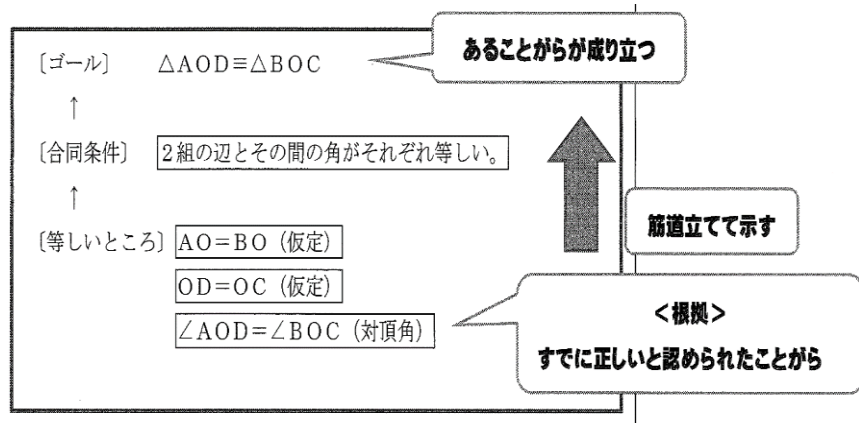 あることがらが成り立つ
〔ゴール〕 △AOD≡△BOC
↑
〔合同条件〕 2組の辺とその間の角がそれぞれ等しい。
↑
〔等しいところ〕 AO=BO (仮定)
筋道立てて示す
OD=OC (仮定)
∠AOD=∠BOC (対頂角)
<根拠>
すでに正しいと認められたことがら